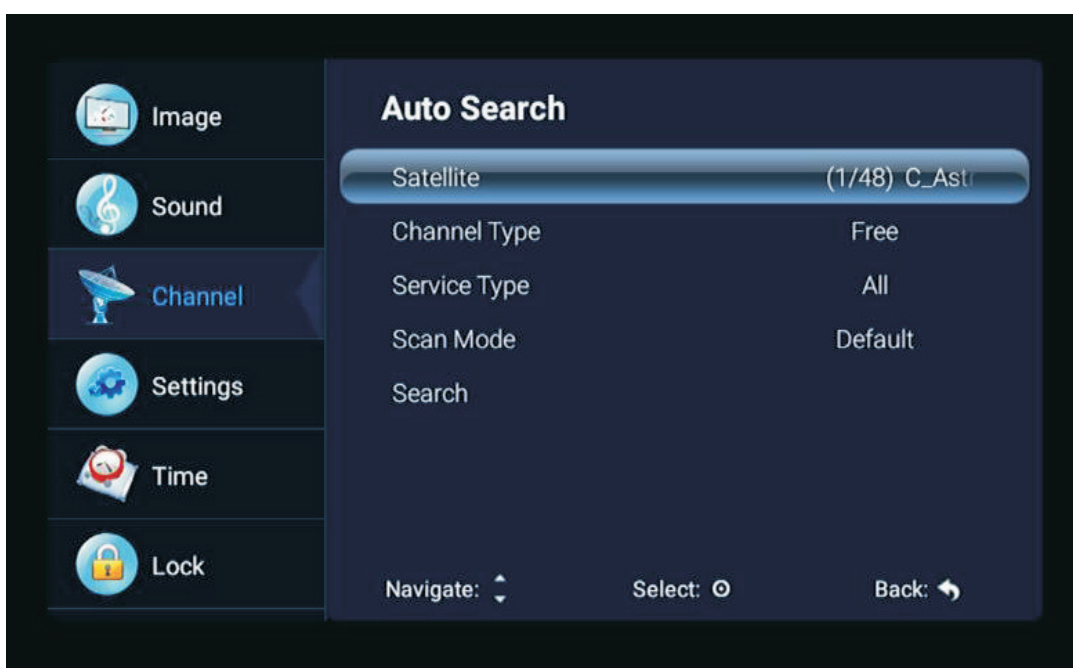 Image
Sound
Channel
Settings
Time
Lock
Auto Search
Satellite (1/48) C_Ast
Channel Type Free
Service Type All
Scan Mode Default
Search
Navigate: Select: Back: